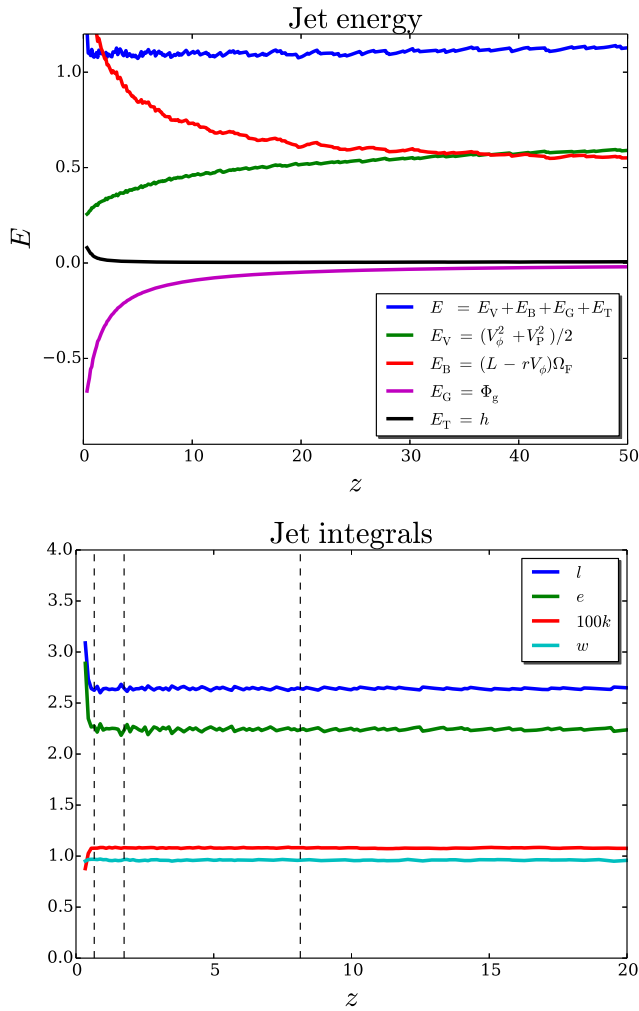 Jet energy
1.0
0.5
0.0
−0.5
E
E = E_V + E_B + E_G + E_T
E_V = (V_ϕ^2 + V_P^2)/2
E_B = (L − rV_ϕ)Ω_F
E_G = Φ_g
E_T = h
0 10 20 30 40 50
z
Jet integrals
4.0
3.5
3.0
2.5
2.0
1.5
1.0
0.5
0.0
l
e
100k
w
0 5 10 15 20
z